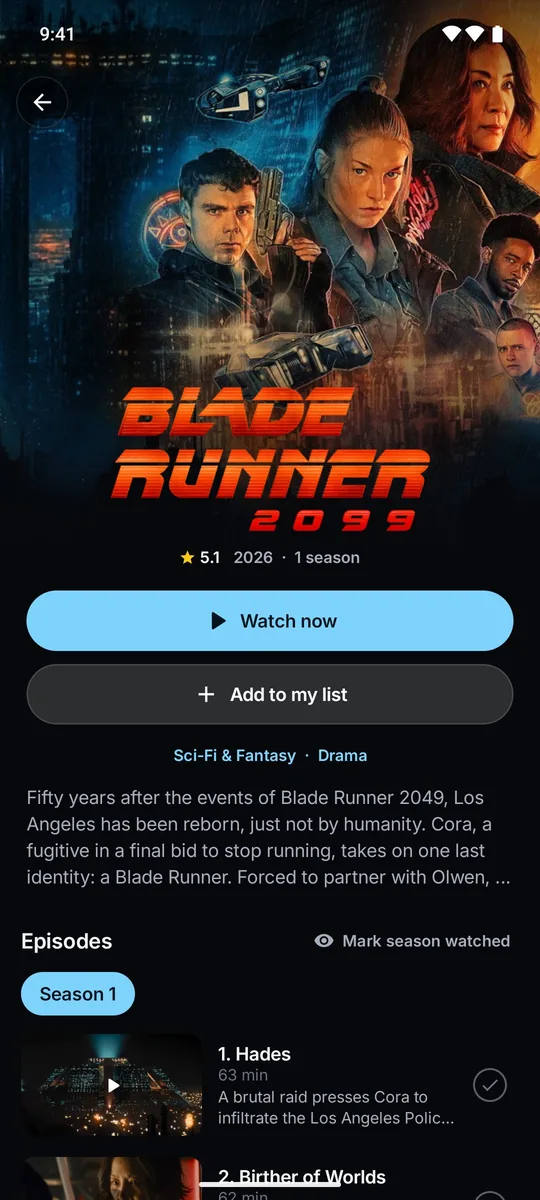 9:41
BLADE
RUNNER
2099
5.1 2026 · 1 season
Watch now
Add to my list
Sci-Fi & Fantasy · Drama
Fifty years after the events of Blade Runner 2049, Los
Angeles has been reborn, just not by humanity. Cora, a
fugitive in a final bid to stop running, takes on one last
identity: a Blade Runner. Forced to partner with Olwen, ...
Episodes
Mark season watched
Season 1
1. Hades
63 min
A brutal raid presses Cora to
infiltrate the Los Angeles Polic...
2. Birther of Worlds
62 min